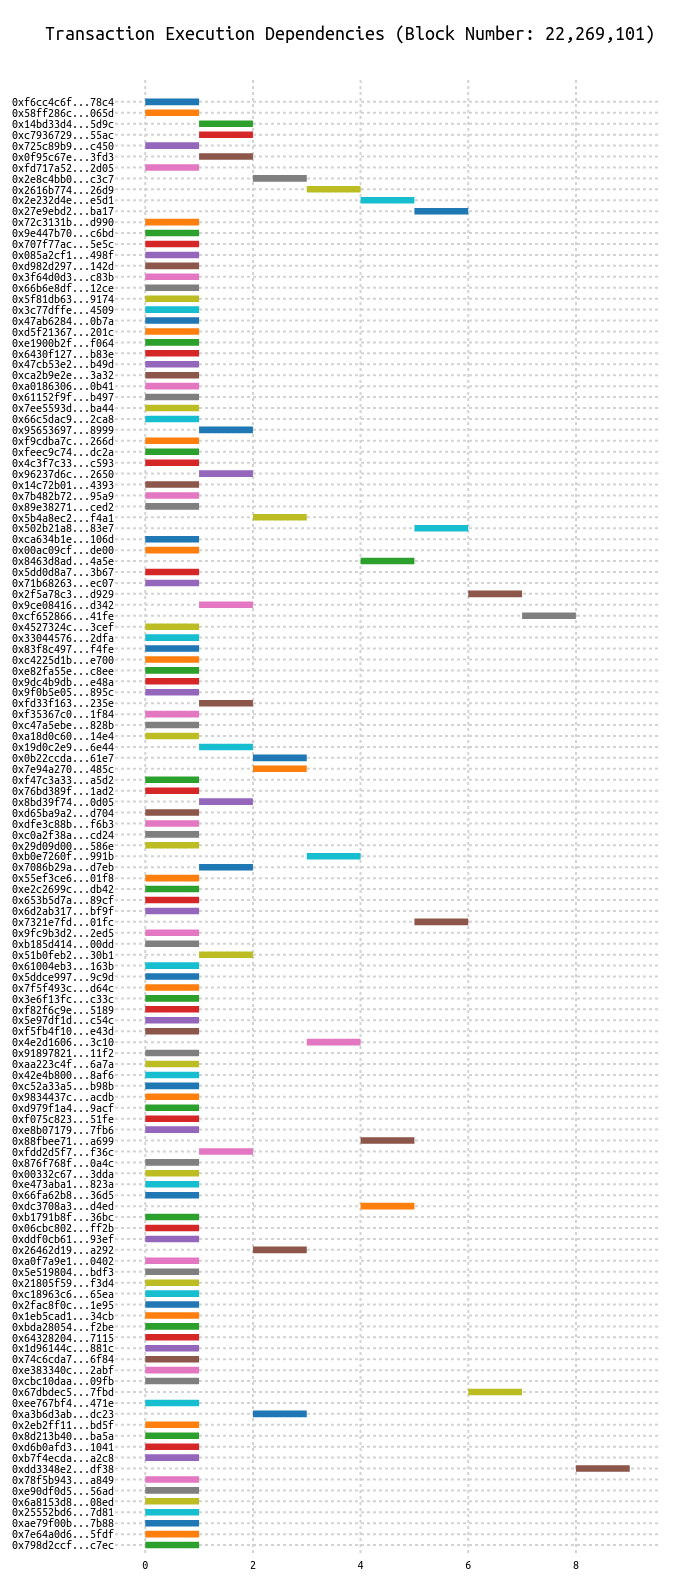 Transaction Execution Dependencies (Block Number: 22,269,101)
0xf6cc4c6f...78c4
0x58ff286c...065d
0x14bd33d4...5d9c
0xc7936729...55ac
0x725c89b9...c450
0x0f95c67e...3fd3
0xfd717a52...2d05
0x2e8c4bb0...c3c7
0x2616b774...26d9
0x2e232d4e...e5d1
0x27e9ebd2...ba17
0x72c3131b...d990
0x9e447b70...c6bd
0x707f77ac...5e5c
0x085a2cf1...498f
0xd982d297...142d
0x3f64d0d3...c83b
0x66b6e8df...12ce
0x5f81db63...9174
0x3c77dffe...4509
0x47ab6284...0b7a
0xd5f21367...201c
0xe1900b2f...f064
0x6430f127...b83e
0x47cb53e2...b49d
0xca2b9e2e...3a32
0xa0186306...0b41
0x61152f9f...b497
0x7ee5593d...ba44
0x66c5dac9...2ca8
0x95653697...8999
0xf9cdba7c...266d
0xfeec9c74...dc2a
0x4c3f7c33...c593
0x96237d6c...2650
0x14c72b01...4393
0x7b482b72...95a9
0x89e38271...ced2
0x5b4a8ec2...f4a1
0x502b21a8...83e7
0xca634b1e...106d
0x00ac09cf...de00
0x8463d8ad...4a5e
0x5dd0d8a7...3b67
0x71b68263...ec07
0x2f5a78c3...d929
0x9ce08416...d342
0xcf652866...41fe
0x4527324c...3cef
0x33044576...2dfa
0x83f8c497...f4fe
0xc4225d1b...e700
0xe82fa55e...c8ee
0x9dc4b9db...e48a
0x9f0b5e05...895c
0xfd33f163...235e
0xf35367c0...1f84
0xc47a5ebe...828b
0xa18d0c60...14e4
0x19d0c2e9...6e44
0x0b22ccda...61e7
0x7e94a270...485c
0xf47c3a33...a5d2
0x76bd389f...1ad2
0x8bd39f74...0d05
0xd65ba9a2...d704
0xdfe3c88b...f6b3
0xc0a2f38a...cd24
0x29d09d00...586e
0xb0e7260f...991b
0x7086b29a...d7eb
0x55ef3ce6...01f8
0xe2c2699c...db42
0x653b5d7a...89cf
0x6d2ab317...bf9f
0x7321e7fd...01fc
0x9fc9b3d2...2ed5
0xb185d414...00dd
0x51b0feb2...30b1
0x61004eb3...163b
0x5ddce997...9c9d
0x7f5f493c...d64c
0x3e6f13fc...c33c
0xf82f6c9e...5189
0x5e97df1d...c54c
0xf5fb4f10...e43d
0x4e2d1606...3c10
0x91897821...11f2
0xaa223c4f...6a7a
0x42e4b800...8af6
0xc52a33a5...b98b
0x9834437c...acdb
0xd979f1a4...9acf
0xf075c823...51fe
0xe8b07179...7fb6
0x88fbee71...a699
0xfdd2d5f7...f36c
0x876f768f...0a4c
0x00332c67...3dda
0xe473aba1...823a
0x66fa62b8...36d5
0xdc3708a3...d4ed
0xb1791b8f...36bc
0x06cbc802...ff2b
0xddf0cb61...93ef
0x26462d19...a292
0xa0f7a9e1...0402
0x5e519804...bdf3
0x21805f59...f3d4
0xc18963c6...65ea
0x2fac8f0c...1e95
0x1eb5cad1...34cb
0xbda28054...f2be
0x64328204...7115
0x1d96144c...881c
0x74c6cda7...6f84
0xe383340c...2abf
0xcbc10daa...09fb
0x67dbdec5...7fbd
0xee767bf4...471e
0xa3b6d3ab...dc23
0x2eb2ff11...bd5f
0x8d213b40...ba5a
0xd6b0afd3...1041
0xb7f4ecda...a2c8
0xdd3348e2...df38
0x78f5b943...a849
0xe90df0d5...56ad
0x6a8153d8...08ed
0x25552bd6...7d81
0xae79f00b...7b88
0x7e64a0d6...5fdf
0x798d2ccf...c7ec
0 2 4 6 8